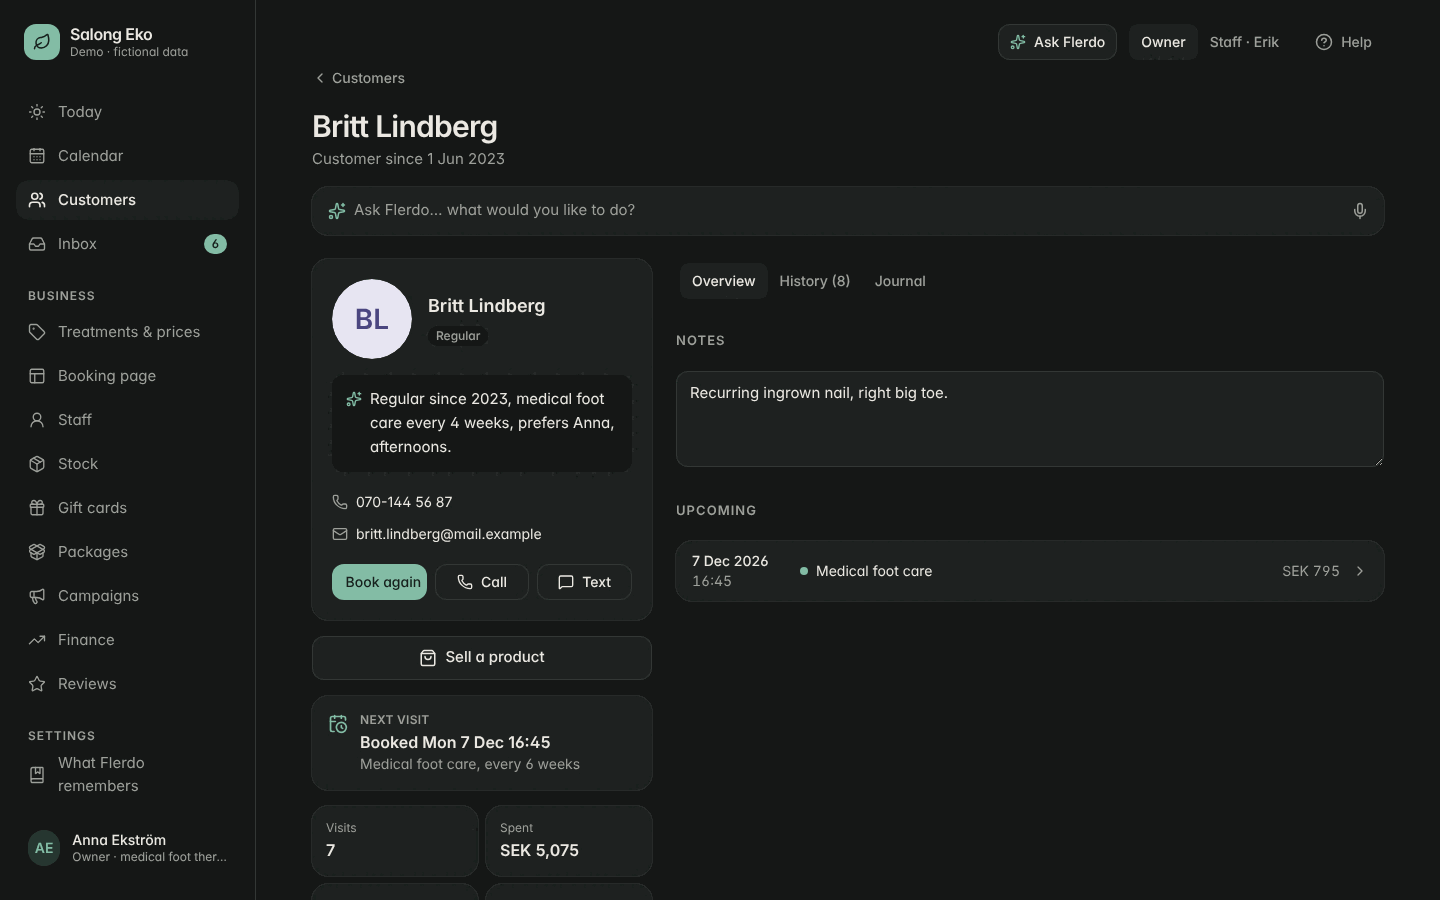 Salong Eko
Demo · fictional data
Today
Calendar
Customers
Inbox
6
BUSINESS
Treatments & prices
Booking page
Staff
Stock
Gift cards
Packages
Campaigns
Finance
Reviews
SETTINGS
What Flerdo
remembers
AE
Anna Ekström
Owner · medical foot ther...
Ask Flerdo
Owner
Staff · Erik
Help
Customers
Britt Lindberg
Customer since 1 Jun 2023
Ask Flerdo... what would you like to do?
BL
Britt Lindberg
Regular
Regular since 2023, medical foot
care every 4 weeks, prefers Anna,
afternoons.
070-144 56 87
britt.lindberg@mail.example
Book again
Call
Text
Sell a product
NEXT VISIT
Booked Mon 7 Dec 16:45
Medical foot care, every 6 weeks
Visits
7
Spent
SEK 5,075
Overview
History (8)
Journal
NOTES
Recurring ingrown nail, right big toe.
UPCOMING
7 Dec 2026
16:45
Medical foot care
SEK 795